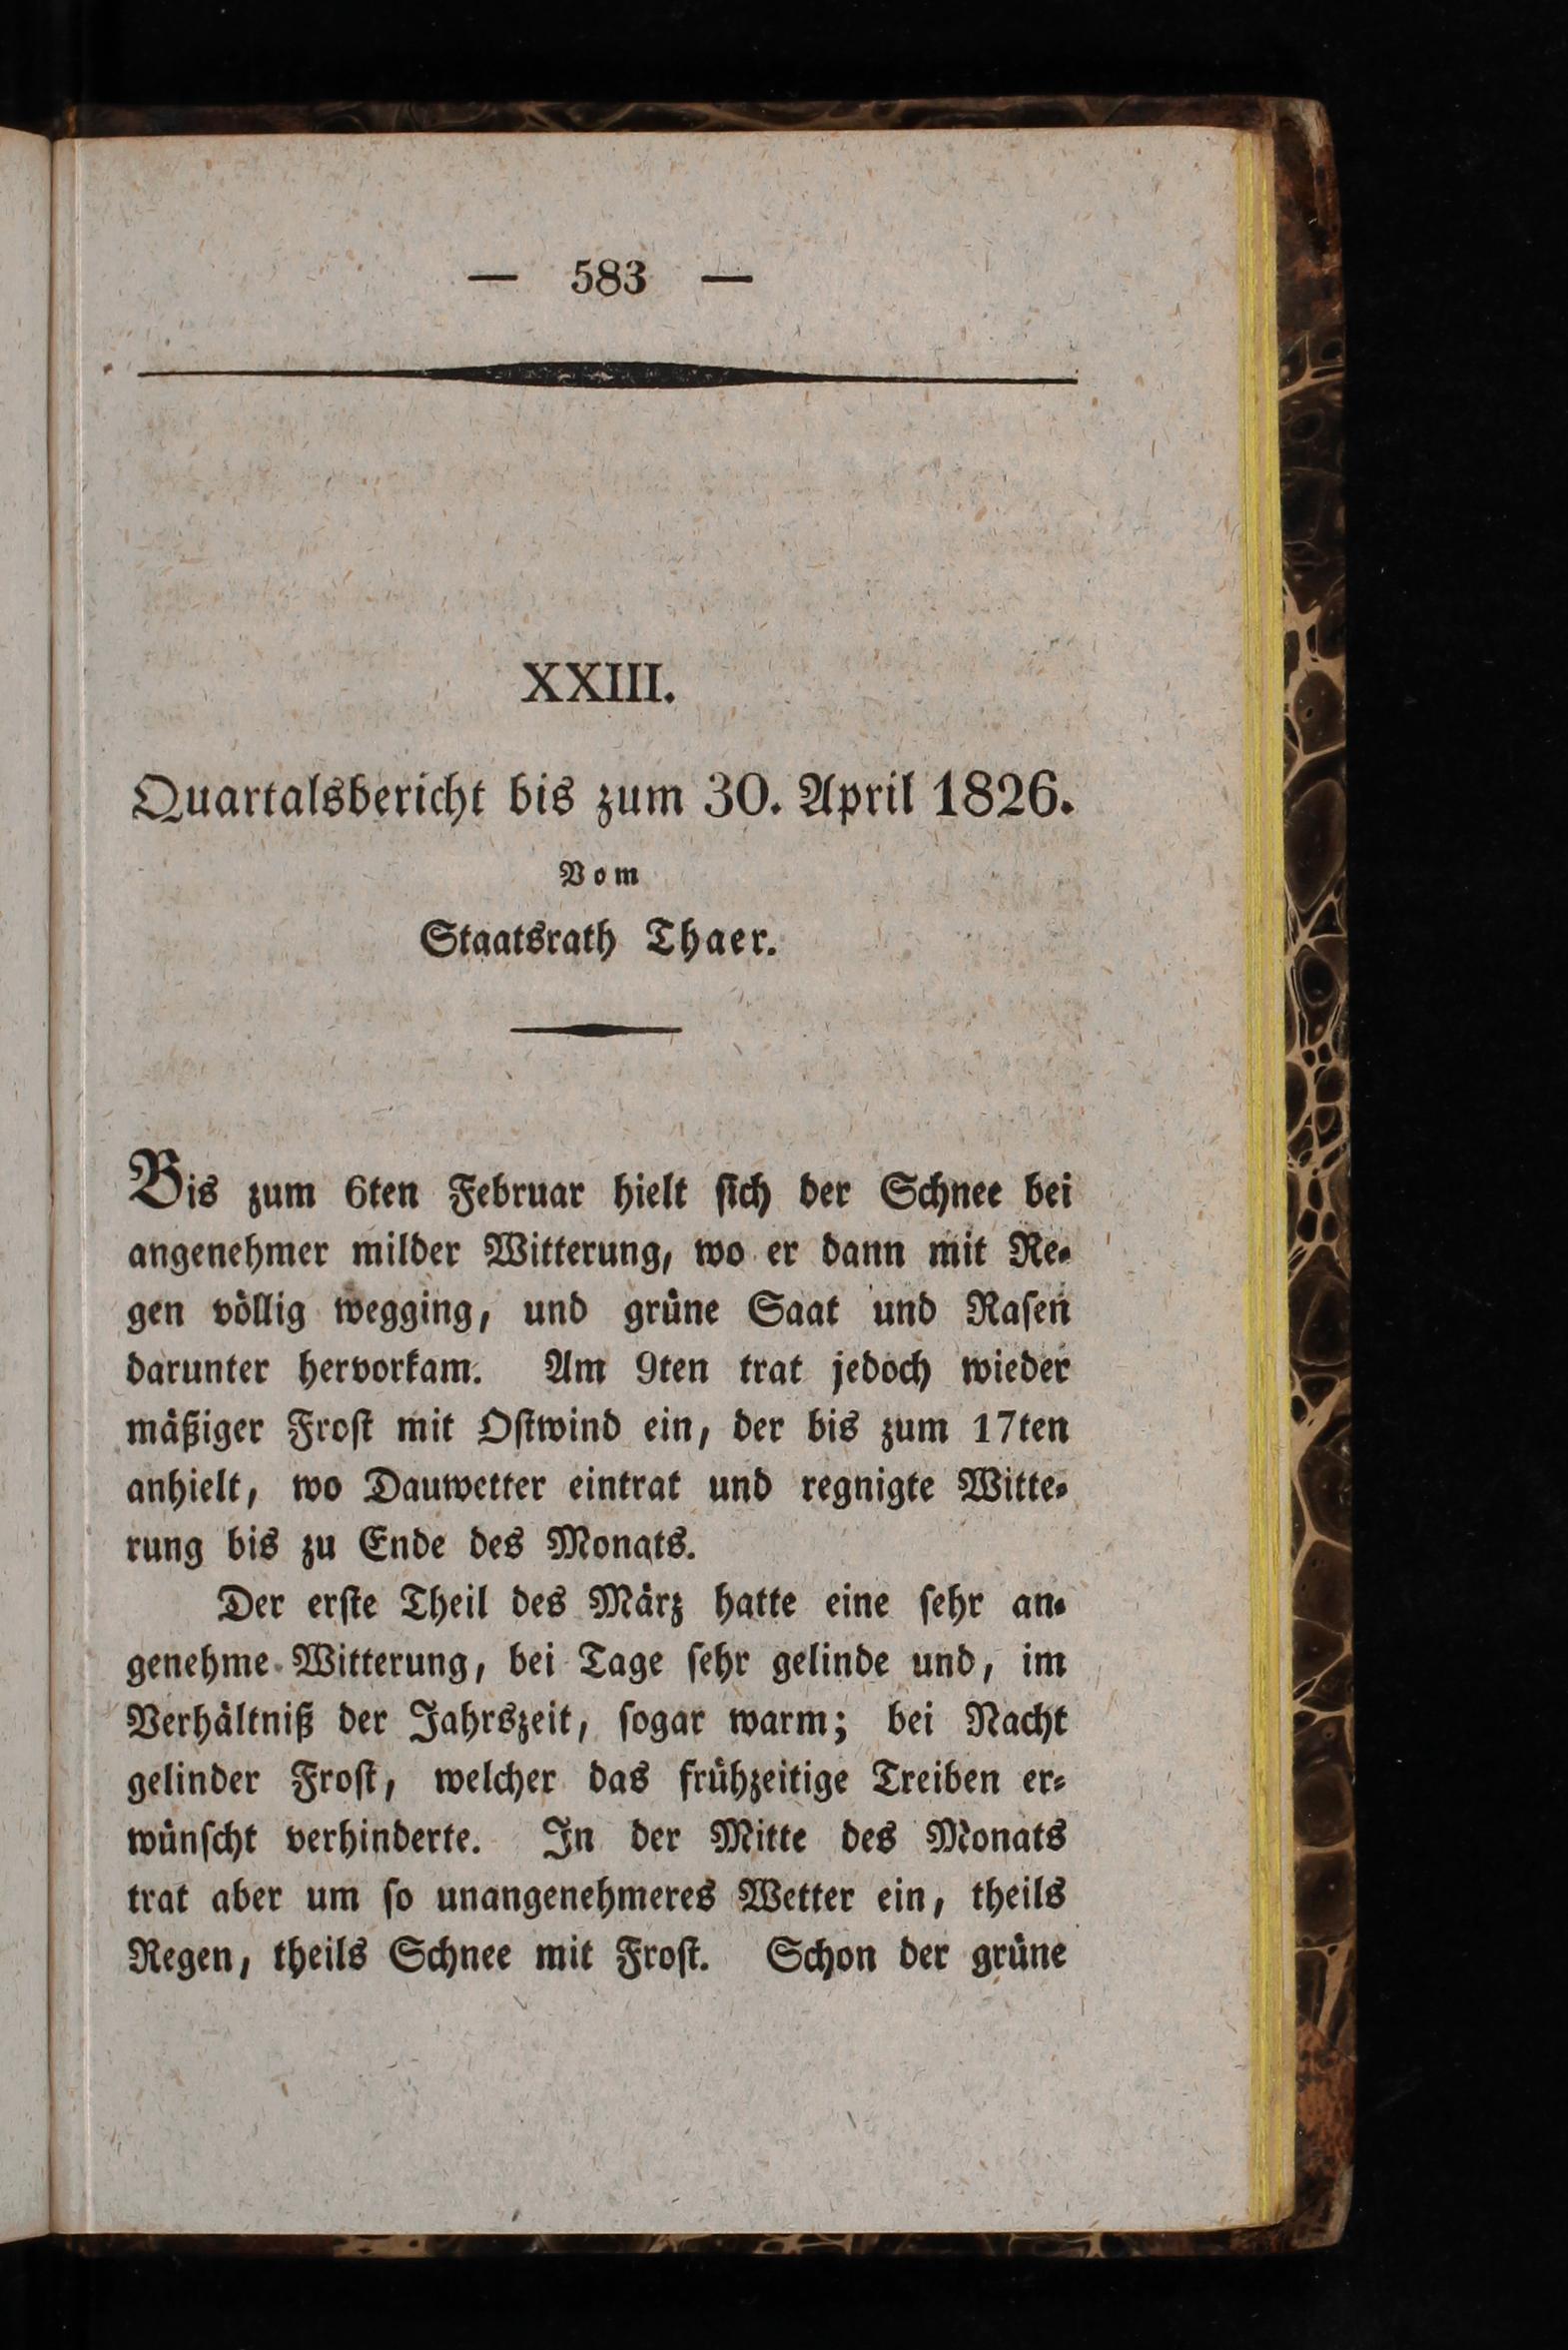 — 583 —
XXIII.
Quartalsbericht bis zum 30. April 1826.
Vom
Staatsrath Thaer.
Bis zum 6ten Februar hielt ſich der Schnee bei
angenehmer milder Witterung, wo er dann mit Re-
gen völlig wegging, und grüne Saat und Raſen
darunter hervorkam. Am 9ten trat jedoch wieder
mäßiger Froſt mit Oſtwind ein, der bis zum 17ten
anhielt, wo Dauwetter eintrat und regnigte Witte-
rung bis zu Ende des Monats.
Der erſte Theil des März hatte eine ſehr an-
genehme Witterung, bei Tage ſehr gelinde und, im
Verhältniß der Jahrszeit, ſogar warm; bei Nacht
gelinder Froſt, welcher das frühzeitige Treiben er-
wünſcht verhinderte. In der Mitte des Monats
trat aber um ſo unangenehmeres Wetter ein, theils
Regen, theils Schnee mit Froſt. Schon der grüne